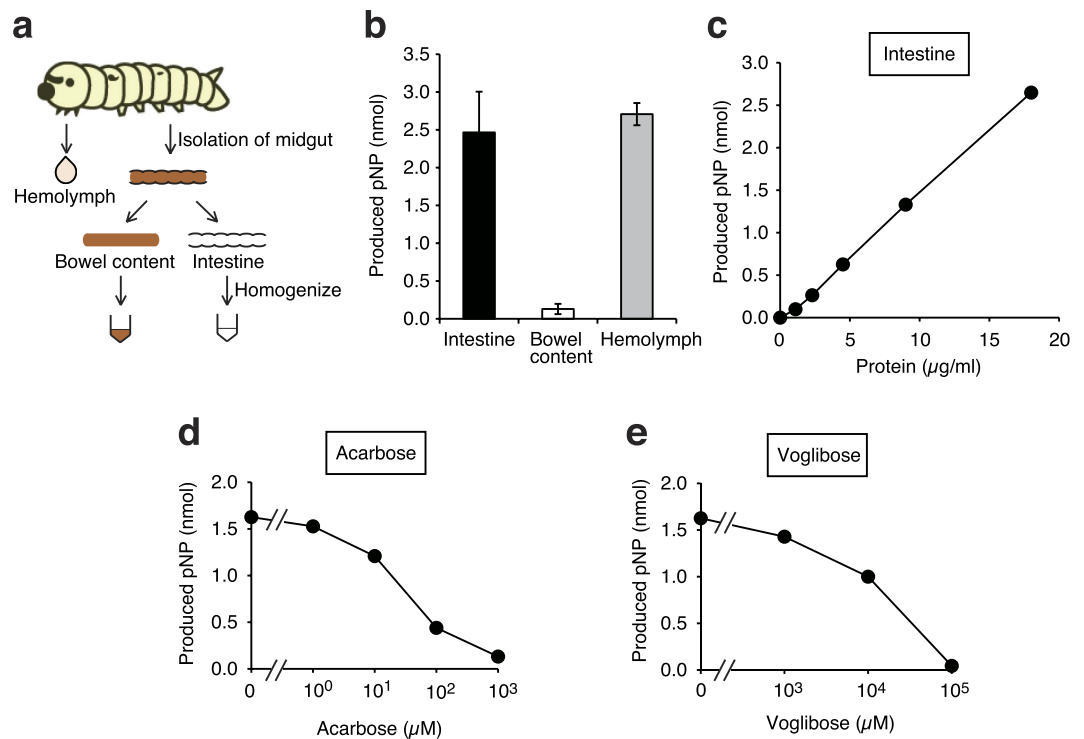 a
Isolation of midgut
Hemolymph
Bowel content
Intestine
Homogenize
b
Produced pNP (nmol)
3.5
3.0
2.5
2.0
1.5
1.0
0.5
0.0
Intestine
Bowel
content
Hemolymph
c
Intestine
Produced pNP (nmol)
3.0
2.5
2.0
1.5
1.0
0.5
0.0
0 5 10 15 20
Protein (µg/ml)
d
Acarbose
Produced pNP (nmol)
2.0
1.5
1.0
0.5
0.0
0 10⁰ 10¹ 10² 10³
Acarbose (µM)
e
Voglibose
Produced pNP (nmol)
2.0
1.5
1.0
0.5
0.0
0 10³ 10⁴ 10⁵
Voglibose (µM)